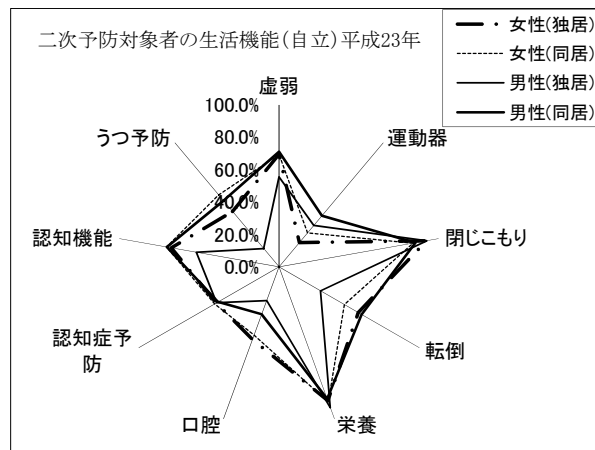 二次予防対象者の生活機能(自立)平成23年
女性(独居)
女性(同居)
男性(独居)
男性(同居)
虚弱
運動器
閉じこもり
転倒
栄養
口腔
認知症予
防
認知機能
うつ予防
100.0%
80.0%
60.0%
40.0%
20.0%
0.0%